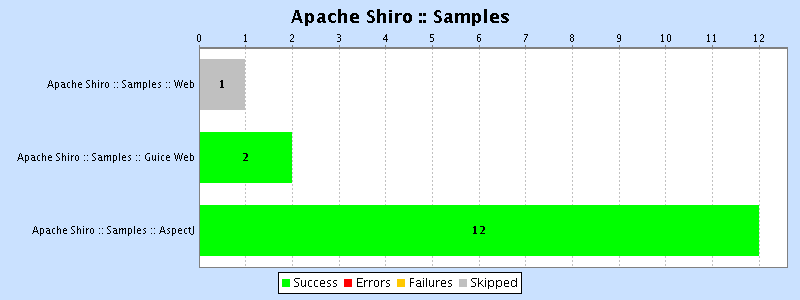 Apache Shiro :: Samples
0 1 2 3 4 5 6 7 8 9 10 11 12
Apache Shiro :: Samples :: Web 1
Apache Shiro :: Samples :: Guice Web 2
Apache Shiro :: Samples :: AspectJ 12
Success Errors Failures Skipped